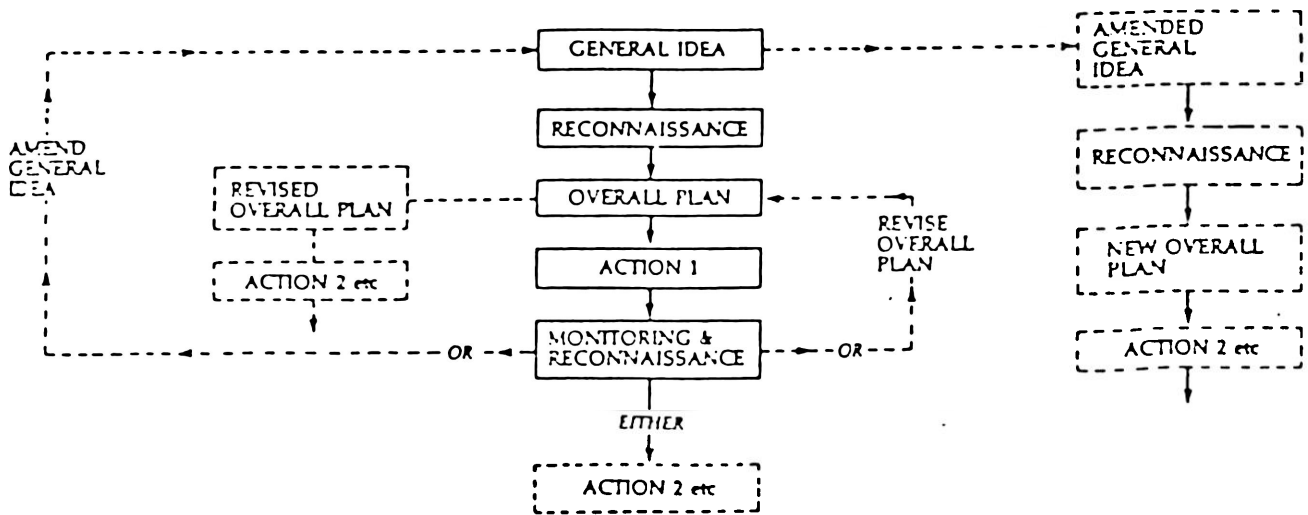 GENERAL IDEA
AMENDED
GENERAL
IDEA
RECONNAISSANCE
RECONNAISSANCE
AMEND
GENERAL
IDEA
REVISED
OVERALL PLAN
OVERALL PLAN
REVISE
OVERALL
PLAN
NEW OVERALL
PLAN
ACTION 2 etc
ACTION 1
MONITORING &
RECONNAISSANCE
OR
OR
ACTION 2 etc
EITHER
ACTION 2 etc